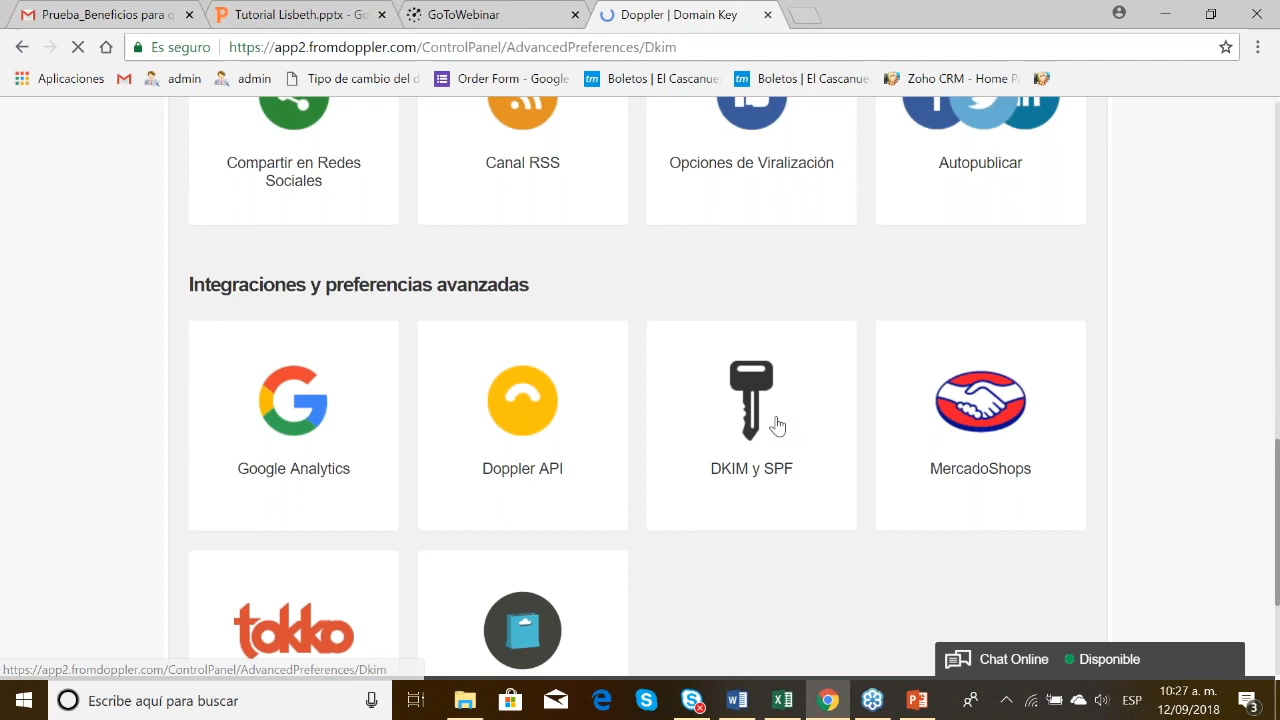 Prueba_Beneficios para q
Tutorial Lisbeth.pptx - Go
GoToWebinar
Doppler | Domain Key
Es seguro
https://app2.fromdoppler.com/ControlPanel/AdvancedPreferences/Dkim
Aplicaciones
admin
admin
Tipo de cambio del d
Order Form - Google
tm
Boletos | El Cascanue
tm
Boletos | El Cascanue
Zoho CRM - Home Pa
Compartir en Redes
Sociales
Canal RSS
Opciones de Viralización
Autopublicar
Integraciones y preferencias avanzadas
Google Analytics
Doppler API
DKIM y SPF
MercadoShops
tokko
https://app2.fromdoppler.com/ControlPanel/AdvancedPreferences/Dkim
Chat Online
Disponible
Escribe aquí para buscar
ESP
10:27 a. m.
12/09/2018
3